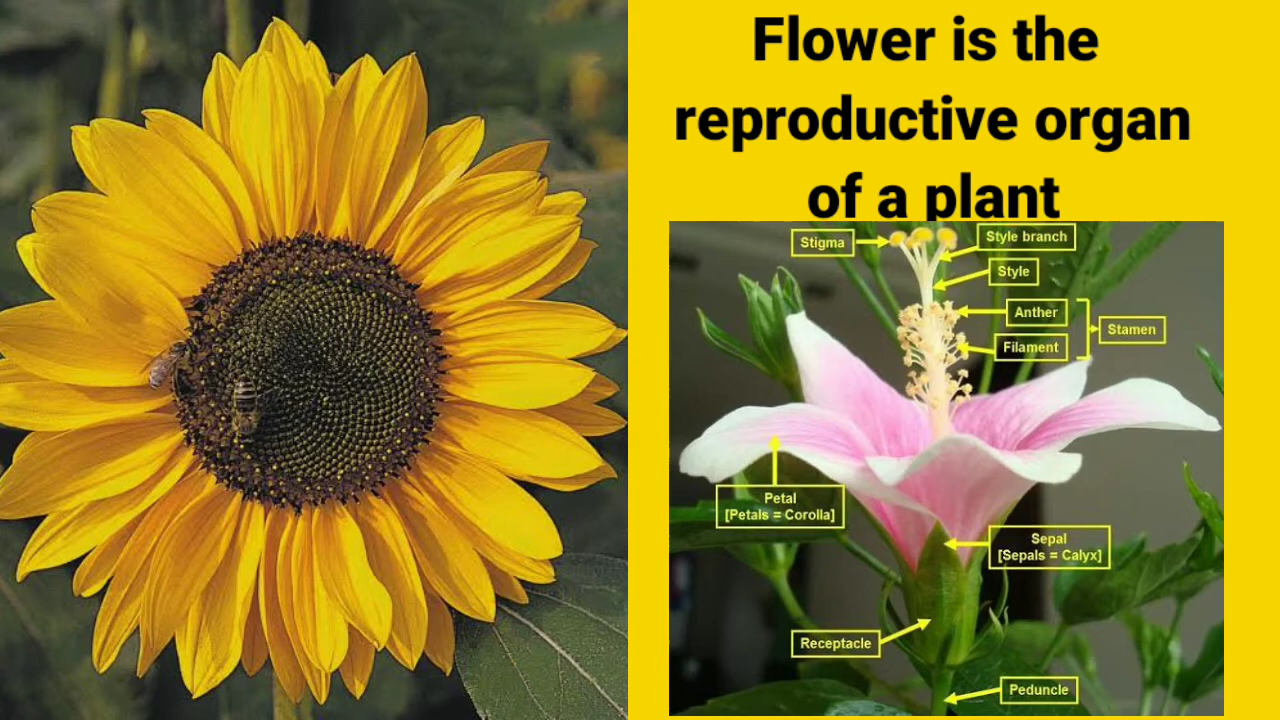 Flower is the
reproductive organ
of a plant
Stigma
Style branch
Style
Anther
Stamen
Filament
Petal
[Petals = Corolla]
Sepal
[Sepals = Calyx]
Receptacle
Peduncle